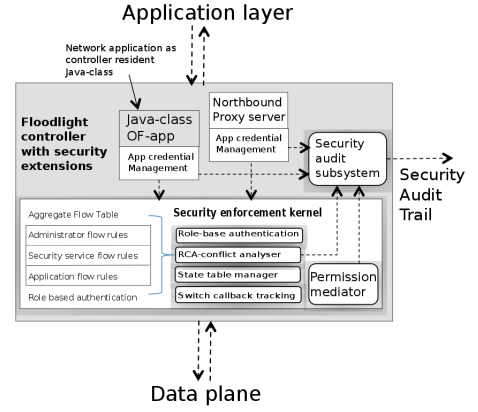 Application layer
Network application as
controller resident
Java-class
Floodlight
controller
with security
extensions
Java-class
OF-app
App credential
Management
Northbound
Proxy server
App credential
Management
Security
audit
subsystem
Security
Audit
Trail
Aggregate Flow Table
Administrator flow rules
Security service flow rules
Application flow rules
Role based authentication
Security enforcement kernel
Role-base authentication
RCA-conflict analyser
State table manager
Switch callback tracking
Permission
mediator
Data plane